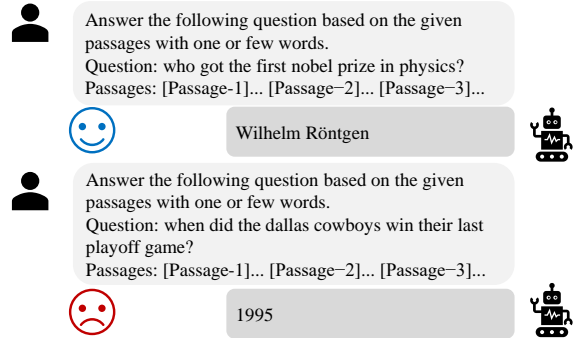 Answer the following question based on the given
passages with one or few words.
Question: who got the first nobel prize in physics?
Passages: [Passage-1]... [Passage−2]... [Passage−3]...
Wilhelm Röntgen
Answer the following question based on the given
passages with one or few words.
Question: when did the dallas cowboys win their last
playoff game?
Passages: [Passage-1]... [Passage−2]... [Passage−3]...
1995